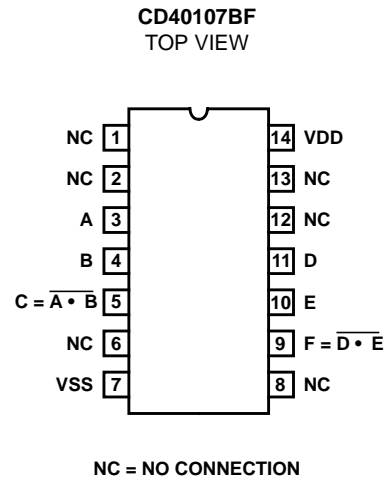 CD40107BF
TOP VIEW
NC 1
NC 2
A 3
B 4
C = A • B 5
NC 6
VSS 7
14 VDD
13 NC
12 NC
11 D
10 E
9 F = D • E
8 NC
NC = NO CONNECTION